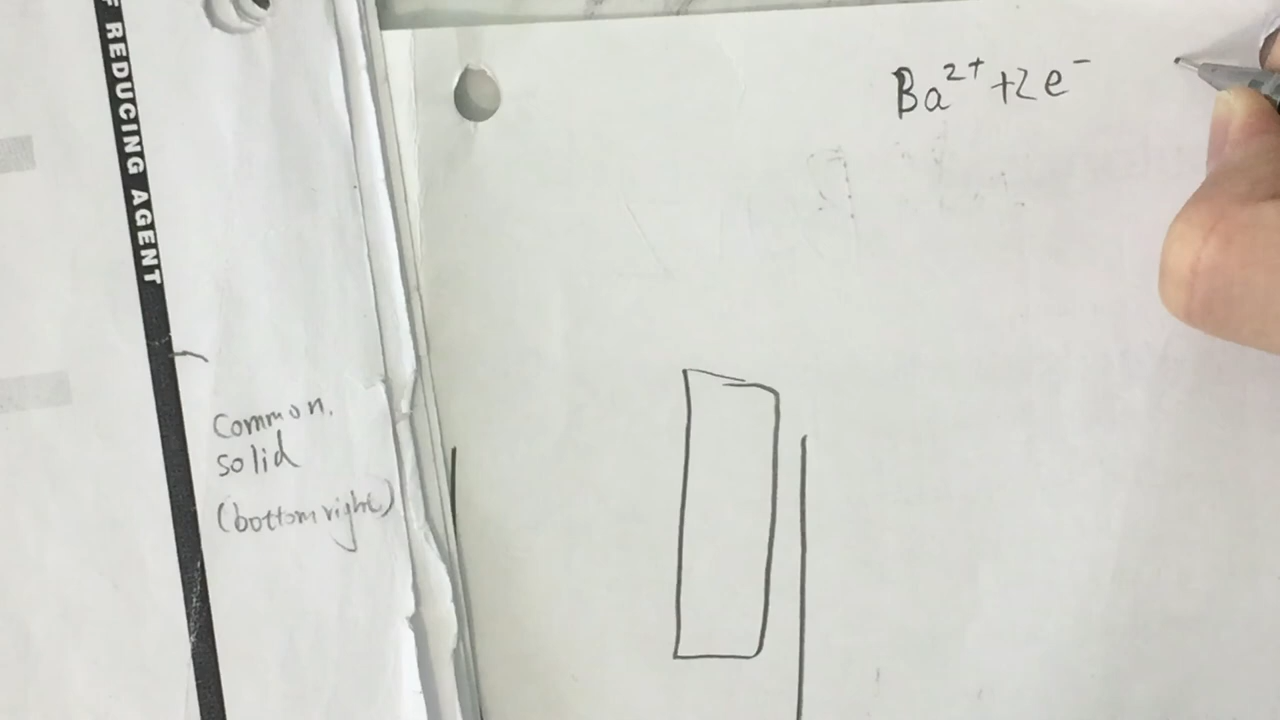 F REDUCING AGENT
Common.
solid
(bottom right)
Ba²⁺ +2e⁻